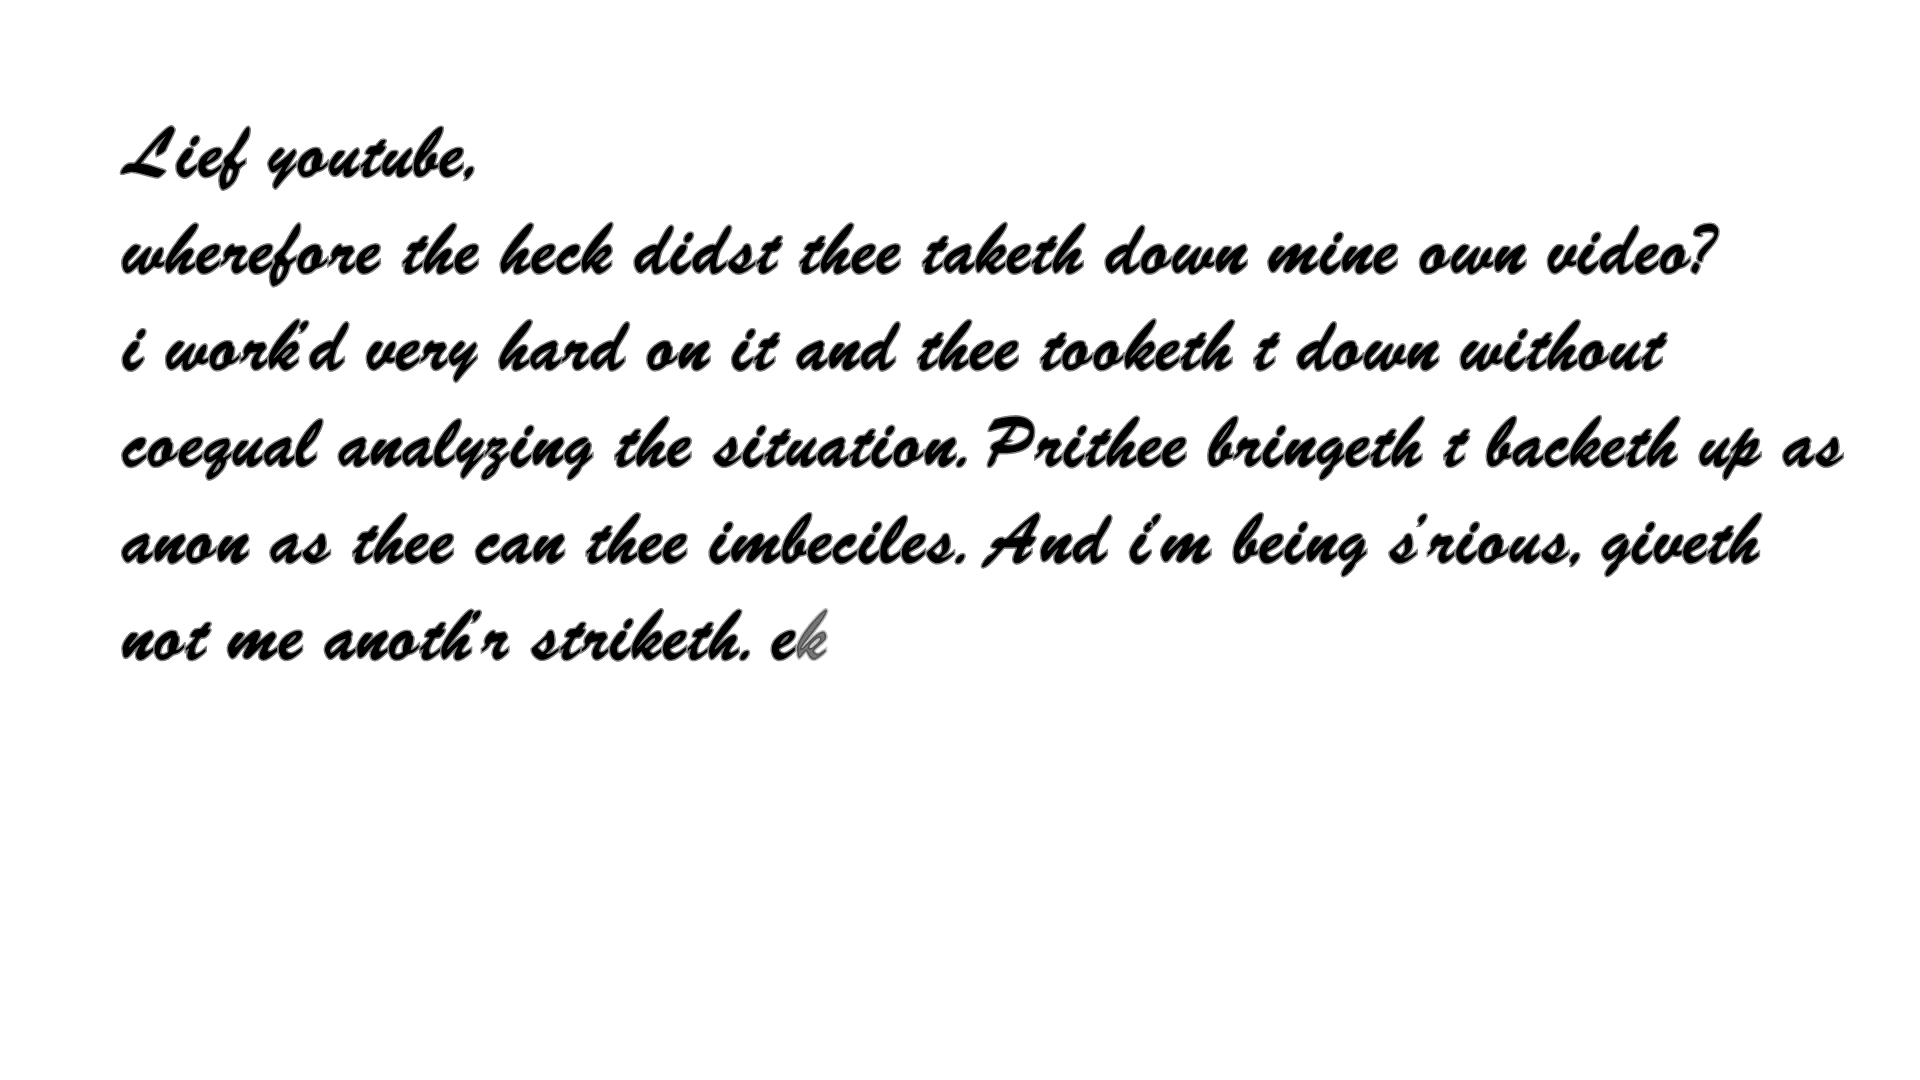 Lief youtube,
wherefore the heck didst thee taketh down mine own video?
i work'd very hard on it and thee tooketh t down without
coequal analyzing the situation. Prithee bringeth t backeth up as
anon as thee can thee imbeciles. And i'm being s'rious, giveth
not me anoth'r striketh. ek